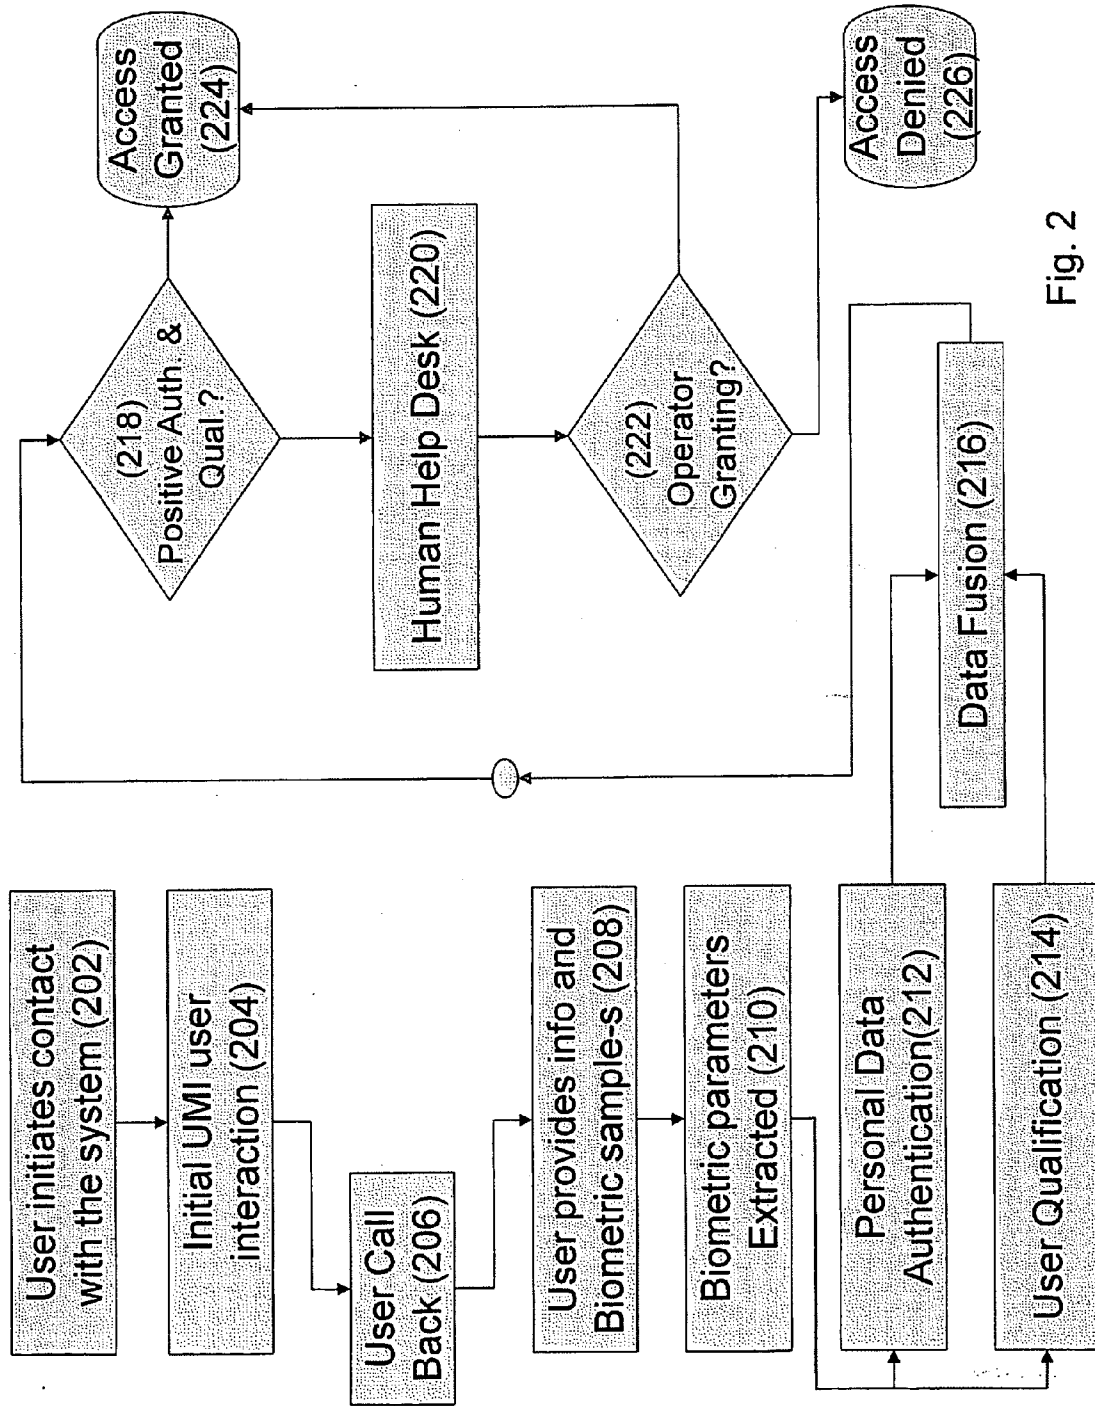 User initiates contact
with the system (202)
Initial UMI user
interaction (204)
User Call
Back (206)
User provides info and
Biometric sample-s (208)
Biometric parameters
Extracted (210)
Personal Data
Authentication(212)
User Qualification (214)
Data Fusion (216)
(218)
Positive Auth. &
Qual.?
Human Help Desk (220)
(222)
Operator
Granting?
Access
Granted
(224)
Access
Denied
(226)
Fig. 2